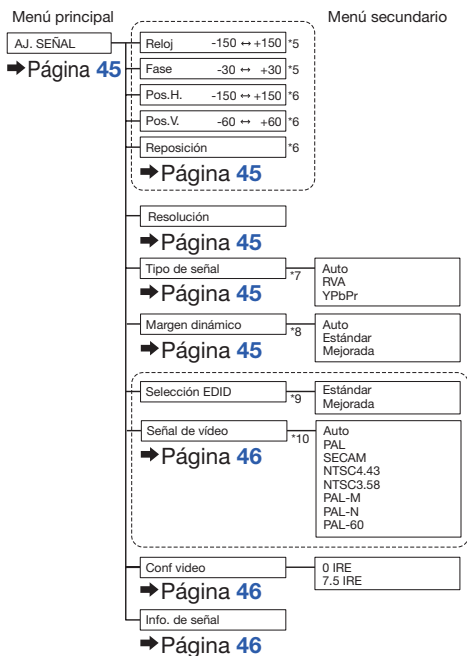 Menú principal
Menú secundario
AJ. SEÑAL
➡Página 45
Reloj -150 ↔ +150 *5
Fase -30 ↔ +30 *5
Pos.H. -150 ↔ +150 *6
Pos.V. -60 ↔ +60 *6
Reposición *6
➡Página 45
Resolución
➡Página 45
Tipo de señal *7
➡Página 45
Auto
RVA
YPbPr
Margen dinámico *8
➡Página 45
Auto
Estándar
Mejorada
Selección EDID *9
Estándar
Mejorada
Señal de vídeo *10
➡Página 46
Auto
PAL
SECAM
NTSC4.43
NTSC3.58
PAL-M
PAL-N
PAL-60
Conf video
➡Página 46
0 IRE
7.5 IRE
Info. de señal
➡Página 46